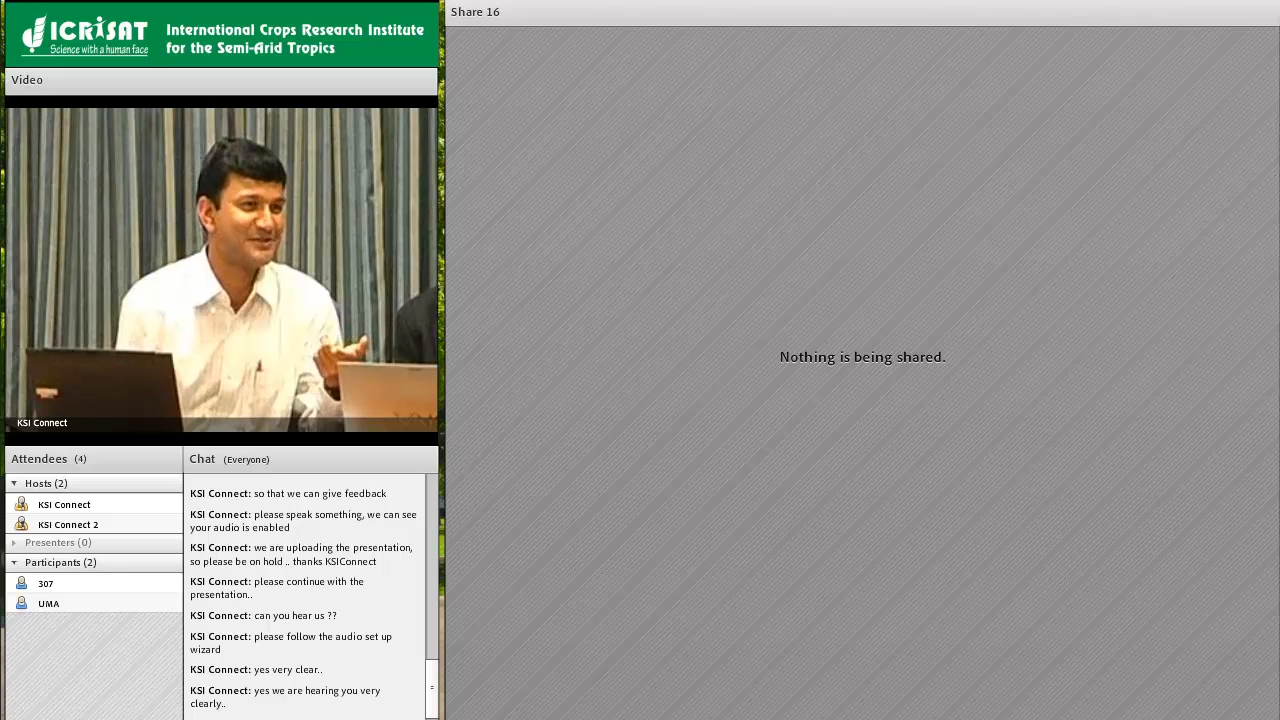 ICRISAT
Science with a human face
International Crops Research Institute
for the Semi-Arid Tropics
Video
KSI Connect
Attendees (4)
Hosts (2)
KSI Connect
KSI Connect 2
Presenters (0)
Participants (2)
307
UMA
Chat (Everyone)
KSI Connect: so that we can give feedback
KSI Connect: please speak something, we can see
your audio is enabled
KSI Connect: we are uploading the presentation,
so please be on hold .. thanks KSIConnect
KSI Connect: please continue with the
presentation..
KSI Connect: can you hear us ??
KSI Connect: please follow the audio set up
wizard
KSI Connect: yes very clear..
KSI Connect: yes we are hearing you very
clearly..
Share 16
Nothing is being shared.